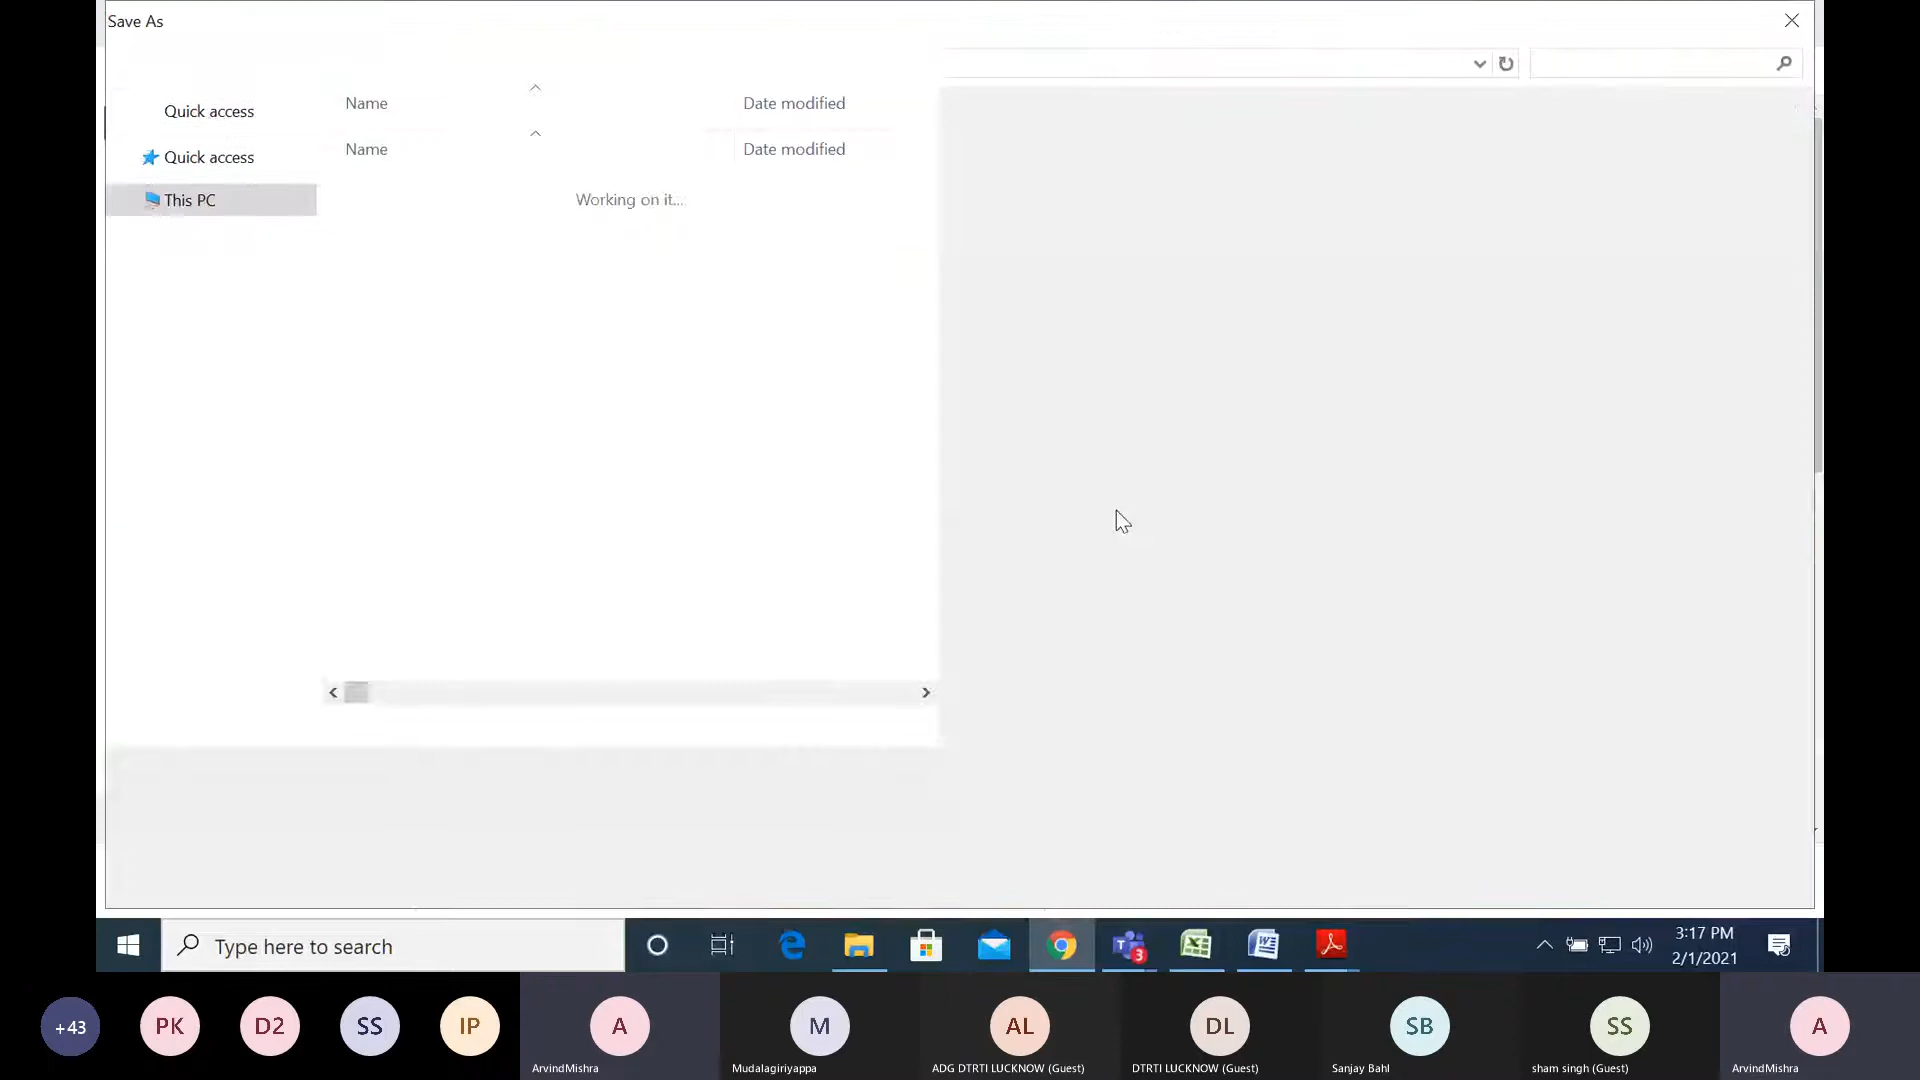 Save As
Quick access
Name
Date modified
Quick access
Name
Date modified
This PC
Working on it...
Type here to search
3
3:17 PM
2/1/2021
+43
PK
D2
SS
IP
A
M
AL
DL
SB
SS
A
ArvindMishra
Mudalagiriyappa
ADG DTRTI LUCKNOW (Guest)
DTRTI LUCKNOW (Guest)
Sanjay Bahl
sham singh (Guest)
ArvindMishra